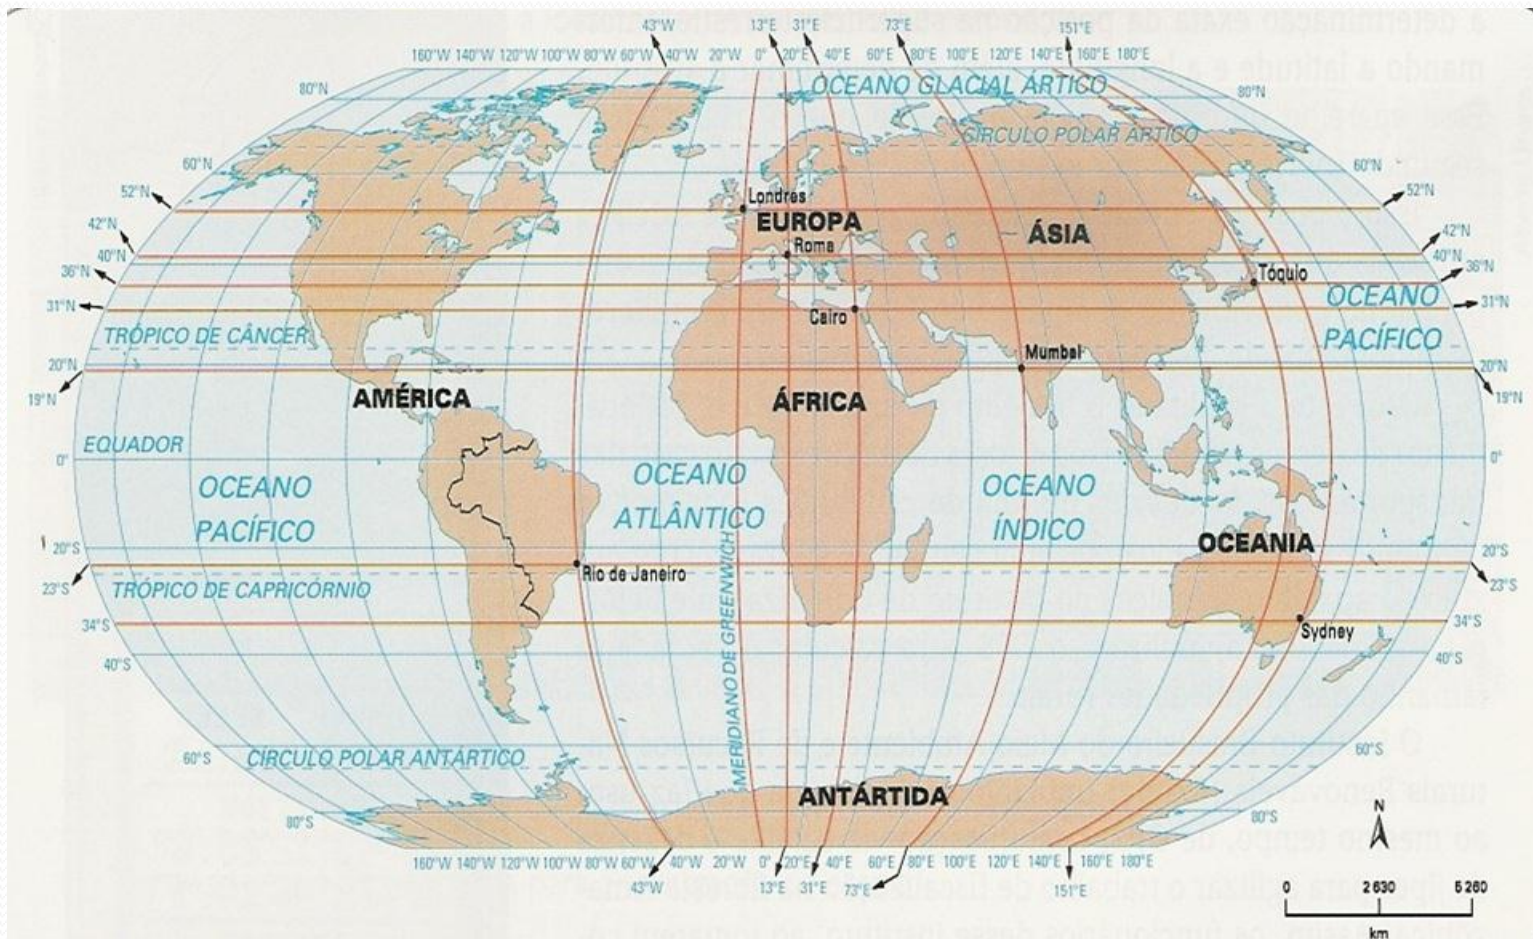 43°W 13°E 31°E 73°E 151°E
160°W 140°W 120°W 100°W 80°W 60°W 40°W 20°W 0° 20°E 40°E 60°E 80°E 100°E 120°E 140°E 160°E 180°E
80°N OCEANO GLACIAL ÁRTICO 80°N
CÍRCULO POLAR ÁRTICO
60°N 60°N
52°N Londres 52°N
EUROPA ÁSIA
42°N Roma 42°N
40°N 40°N
36°N Tóquio 36°N
31°N Cairo OCEANO 31°N
TRÓPICO DE CÂNCER PACÍFICO
Mumbai
20°N 20°N
19°N 19°N
AMÉRICA ÁFRICA
EQUADOR
0° 0°
OCEANO OCEANO OCEANO
PACÍFICO ATLÂNTICO ÍNDICO
OCEANIA
20°S 20°S
Rio de Janeiro
23°S 23°S
TRÓPICO DE CAPRICÓRNIO
34°S Sydney 34°S
40°S 40°S
MERIDIANO DE GREENWICH
60°S CÍRCULO POLAR ANTÁRTICO 60°S
ANTÁRTIDA
80°S 80°S
N
160°W 140°W 120°W 100°W 80°W 60°W 40°W 20°W 0° 20°E 40°E 60°E 80°E 100°E 120°E 140°E 160°E 180°E
43°W 13°E 31°E 73°E 151°E
0 2 630 5 260
km